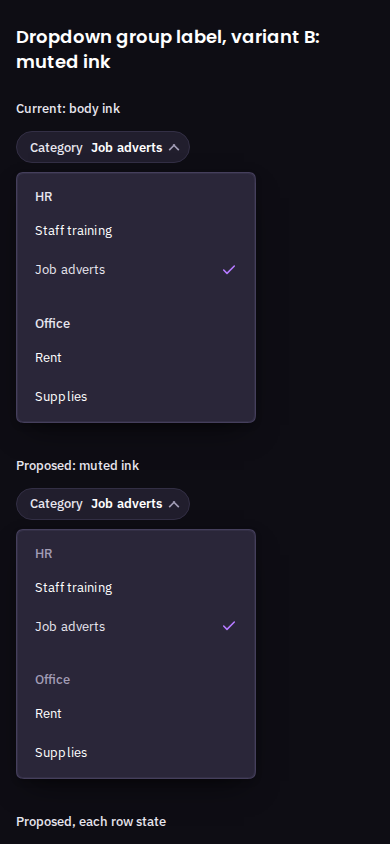 Dropdown group label, variant B:
muted ink
Current: body ink
Category Job adverts
HR
Staff training
Job adverts
Office
Rent
Supplies
Proposed: muted ink
Category Job adverts
HR
Staff training
Job adverts
Office
Rent
Supplies
Proposed, each row state